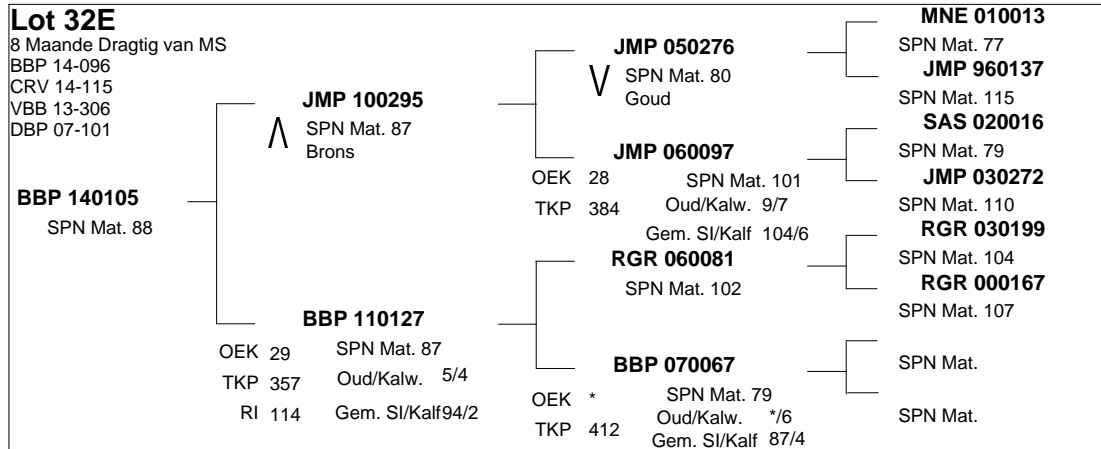 Lot 32E
8 Maande Dragtig van MS
BBP 14-096
CRV 14-115
VBB 13-306
DBP 07-101
BBP 140105
SPN Mat. 88
JMP 100295
SPN Mat. 87
Brons
BBP 110127
OEK 29 SPN Mat. 87
TKP 357 Oud/Kalw. 5/4
RI 114 Gem. SI/Kalf 94/2
JMP 050276
SPN Mat. 80
Goud
JMP 060097
OEK 28 SPN Mat. 101
TKP 384 Oud/Kalw. 9/7
Gem. SI/Kalf 104/6
RGR 060081
SPN Mat. 102
BBP 070067
OEK * SPN Mat. 79
Oud/Kalw. */6
TKP 412 Gem. SI/Kalf 87/4
MNE 010013
SPN Mat. 77
JMP 960137
SPN Mat. 115
SAS 020016
SPN Mat. 79
JMP 030272
SPN Mat. 110
RGR 030199
SPN Mat. 104
RGR 000167
SPN Mat. 107
SPN Mat.
SPN Mat.